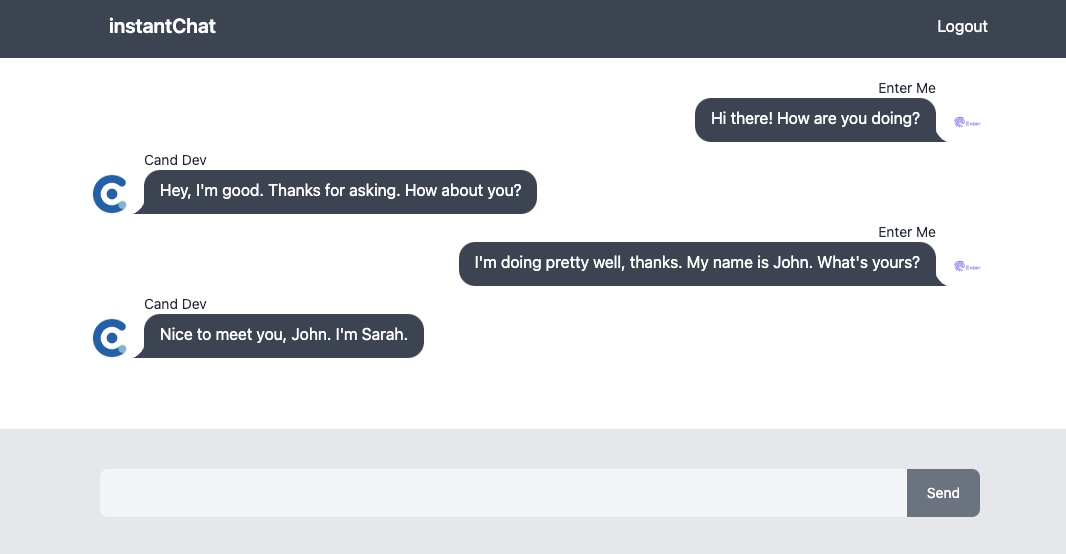 instantChat
Logout
Enter Me
Hi there! How are you doing?
Enter
Cand Dev
Hey, I'm good. Thanks for asking. How about you?
Enter Me
I'm doing pretty well, thanks. My name is John. What's yours?
Enter
Cand Dev
Nice to meet you, John. I'm Sarah.
Send